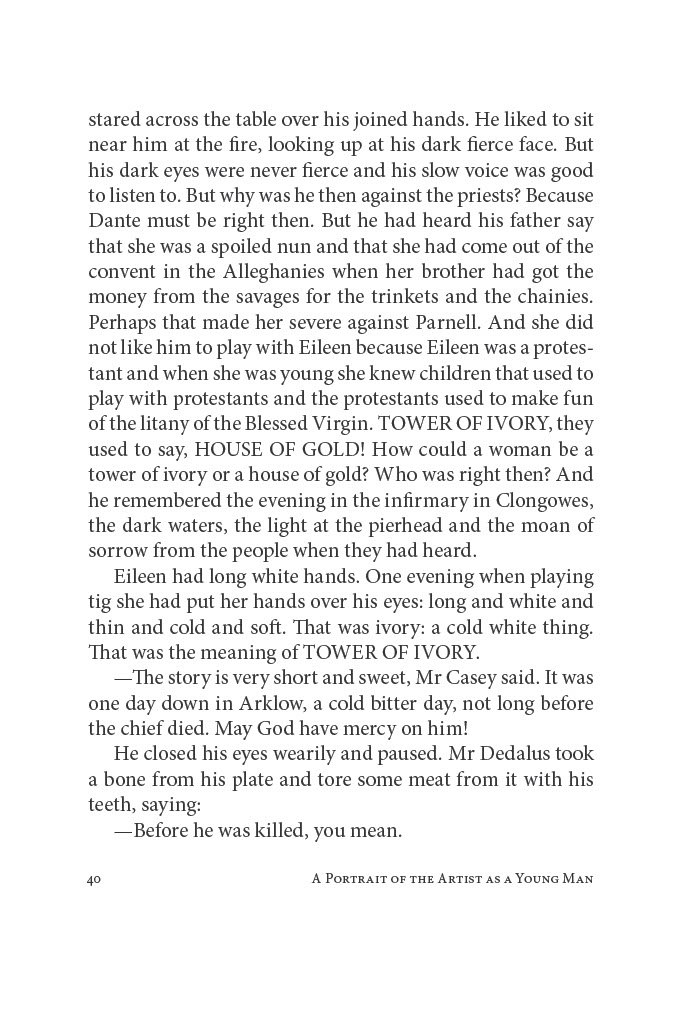 stared across the table over his joined hands. He liked to sit
near him at the fire, looking up at his dark fierce face. But
his dark eyes were never fierce and his slow voice was good
to listen to. But why was he then against the priests? Because
Dante must be right then. But he had heard his father say
that she was a spoiled nun and that she had come out of the
convent in the Alleghanies when her brother had got the
money from the savages for the trinkets and the chainies.
Perhaps that made her severe against Parnell. And she did
not like him to play with Eileen because Eileen was a protes-
tant and when she was young she knew children that used to
play with protestants and the protestants used to make fun
of the litany of the Blessed Virgin. TOWER OF IVORY, they
used to say, HOUSE OF GOLD! How could a woman be a
tower of ivory or a house of gold? Who was right then? And
he remembered the evening in the infirmary in Clongowes,
the dark waters, the light at the pierhead and the moan of
sorrow from the people when they had heard.
Eileen had long white hands. One evening when playing
tig she had put her hands over his eyes: long and white and
thin and cold and soft. That was ivory: a cold white thing.
That was the meaning of TOWER OF IVORY.
—The story is very short and sweet, Mr Casey said. It was
one day down in Arklow, a cold bitter day, not long before
the chief died. May God have mercy on him!
He closed his eyes wearily and paused. Mr Dedalus took
a bone from his plate and tore some meat from it with his
teeth, saying:
—Before he was killed, you mean.
40 A Portrait of the Artist as a Young Man